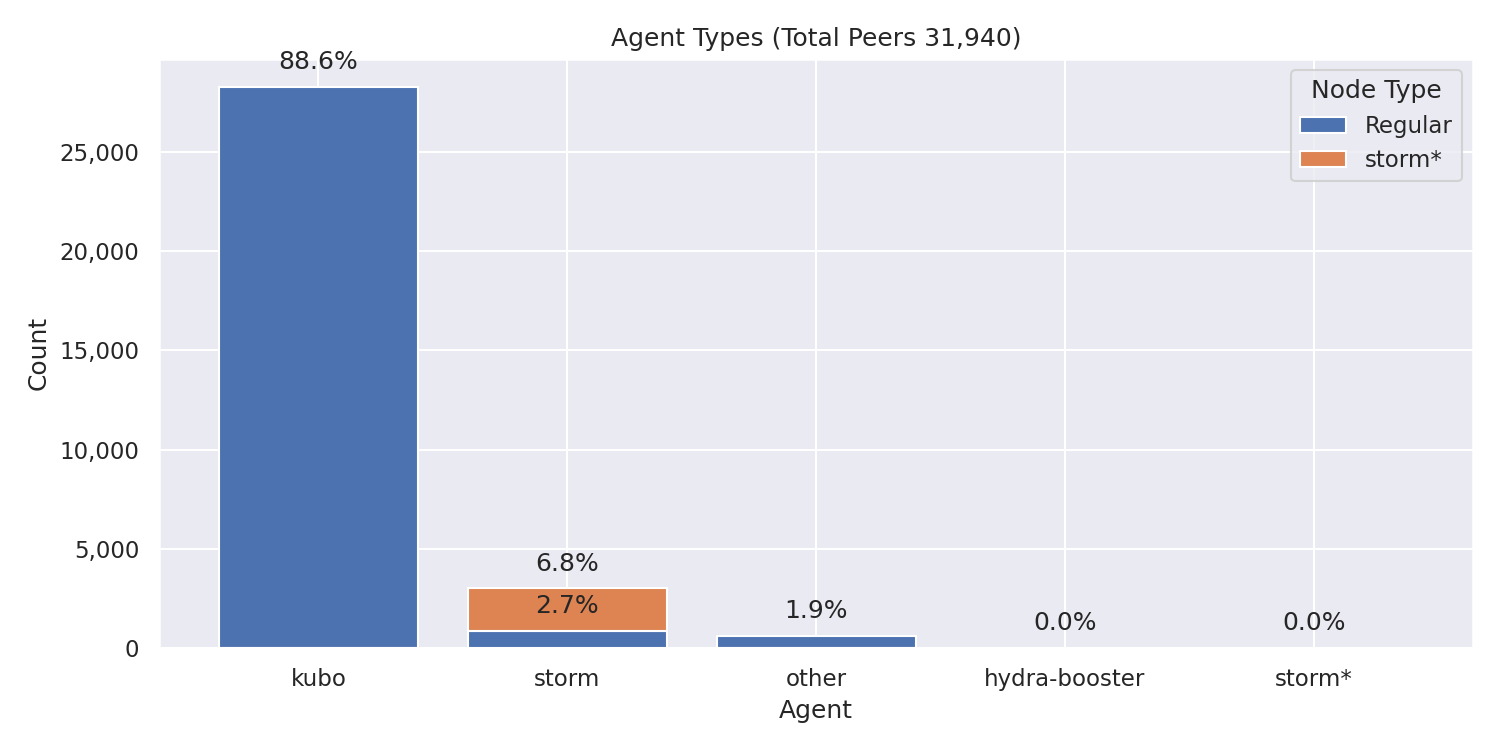 Agent Types (Total Peers 31,940)
88.6%
Node Type
Regular
storm*
25,000
20,000
15,000
10,000
5,000
0
Count
6.8%
2.7%
1.9%
0.0%
0.0%
kubo
storm
other
hydra-booster
storm*
Agent